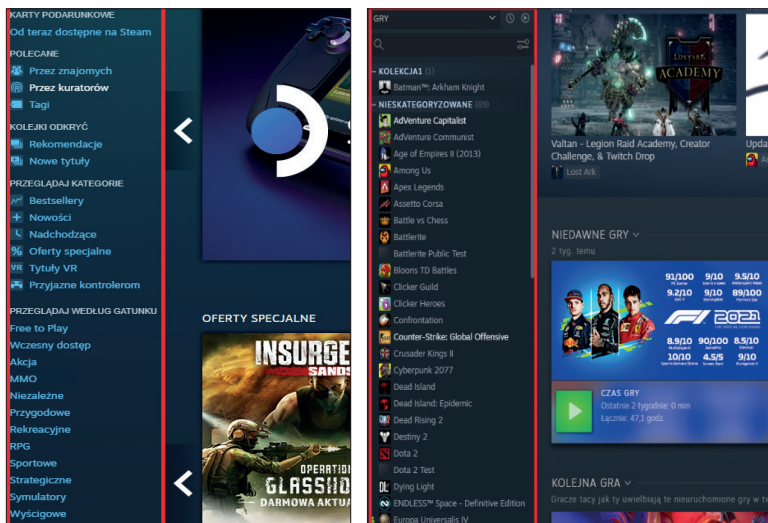 KARTY PODARUNKOWE
Od teraz dostępne na Steam
POLECANE
Przez znajomych
Przez kuratorów
Tagi
KOLEJKI ODKRYĆ
Rekomendacje
Nowe tytuły
PRZEGLĄDAJ KATEGORIE
Bestsellery
Nowości
Nadchodzące
Oferty specjalne
VR Tytuły VR
Przyjazne kontrolerom
PRZEGLĄDAJ WEDŁUG GATUNKU
Free to Play
Wczesny dostęp
Akcja
MMO
Niezależne
Przygodowe
Rekreacyjne
RPG
Sportowe
Strategiczne
Symulatory
Wyścigowe
OFERTY SPECJALNE
INSURGE
SANDS
OPERATIO
GLASSHO
DARMOWA AKTUA
GRY
- KOLEKCJA1 (1)
Batman™: Arkham Knight
- NIESKATEGORYZOWANE
AdVenture Capitalist
AdVenture Communist
Age of Empires II (2013)
Among Us
Apex Legends
Assetto Corsa
Battle vs Chess
Battlerite
Battlerite Public Test
Bloons TD Battles
Clicker Guild
Clicker Heroes
Confrontation
Counter-Strike: Global Offensive
Crusader Kings II
Cyberpunk 2077
Dead Island
Dead Island: Epidemic
Dead Rising 2
Destiny 2
Dota 2
Dota 2 Test
DL Dying Light
ENDLESS™ Space - Definitive Edition
Europa Universalis IV
LOST ARK
ACADEMY
Valtan - Legion Raid Academy, Creator
Challenge, & Twitch Drop
Lost Ark
Upda
NIEDAWNE GRY
2 tyg. temu
91/100 9/10 9.5/10
9.2/10 9/10 89/100
F1 2021
8.9/10 90/100 8.5/10
10/10 4.5/5 9/10
CZAS GRY
Ostatnie 2 tygodnie: 0 min
Łącznie: 47,1 godz.
KOLEJNA GRA
Gracze tacy jak ty uwielbiają te nieuruchomione gry w tw